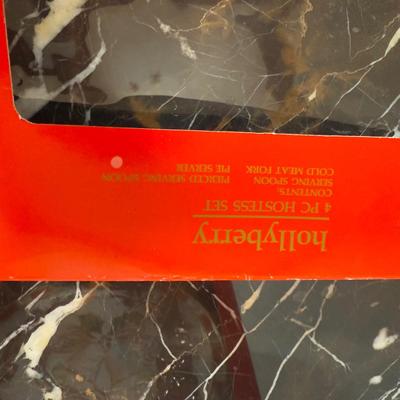 hollyberry
4 PC HOSTESS SET
CONTENTS:
SERVING SPOON PIERCED SERVING SPOON
COLD MEAT FORK PIE SERVER